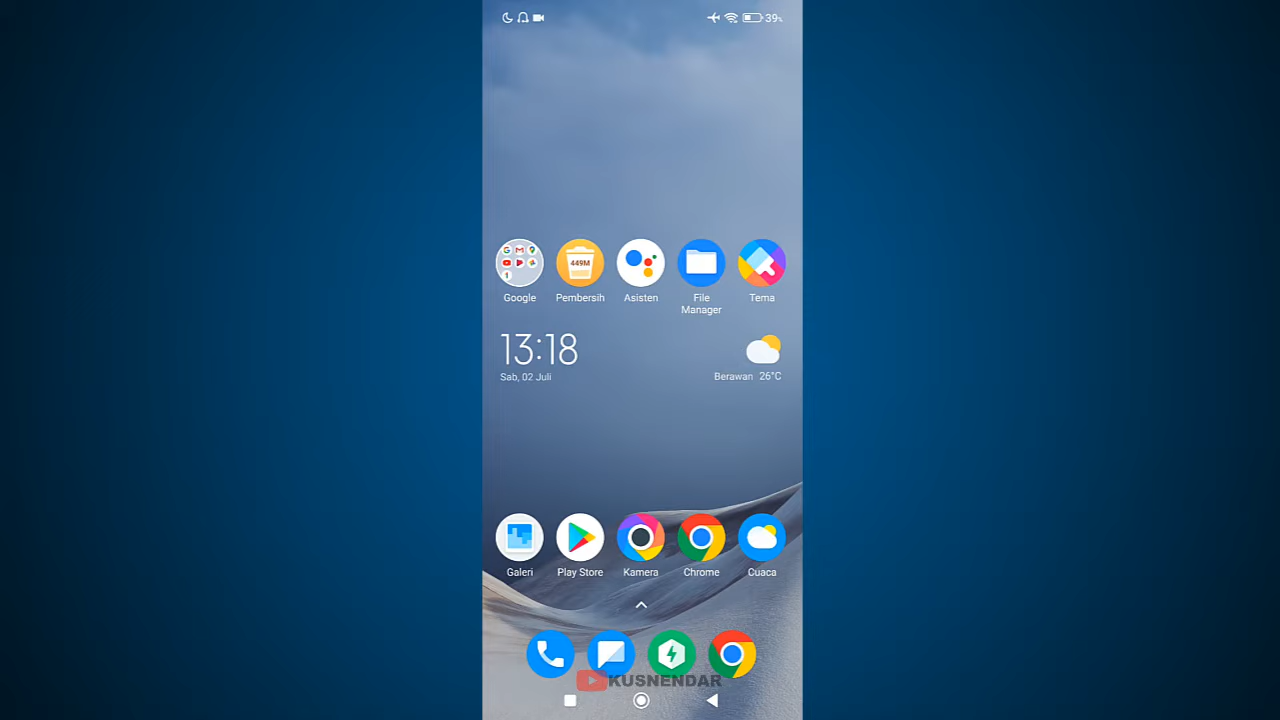 39%
449M
Google
Pembersih
Asisten
File
Manager
Tema
13:18
Sab, 02 Juli
Berawan 26°C
Galeri
Play Store
Kamera
Chrome
Cuaca
KUSNENDAR